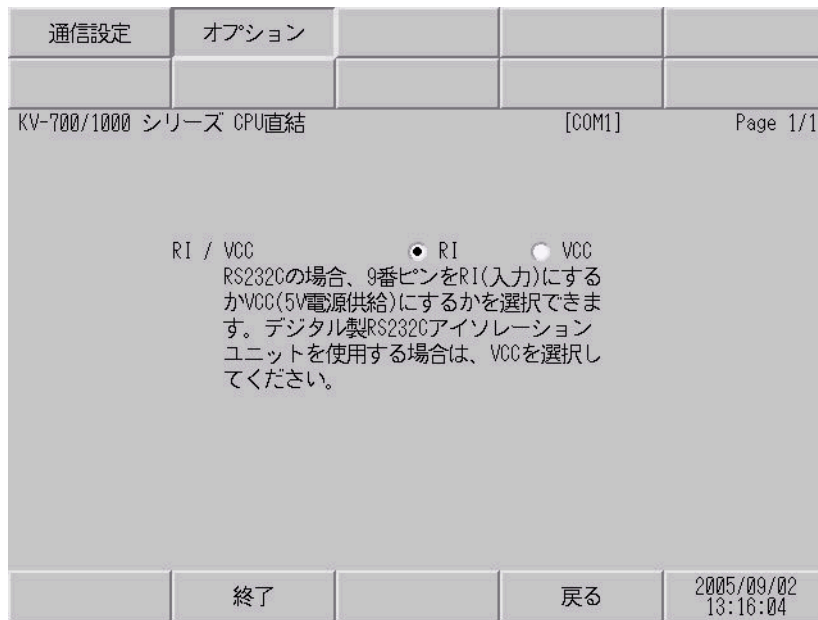 通信設定 オプション
KV-700/1000 シリーズ CPU直結 [COM1] Page 1/1
RI / VCC RI VCC
RS232Cの場合、9番ピンをRI(入力)にする
かVCC(5V電源供給)にするかを選択できま
す。デジタル製RS232Cアイソレーション
ユニットを使用する場合は、VCCを選択し
てください。
終了 戻る 2005/09/02
13:16:04